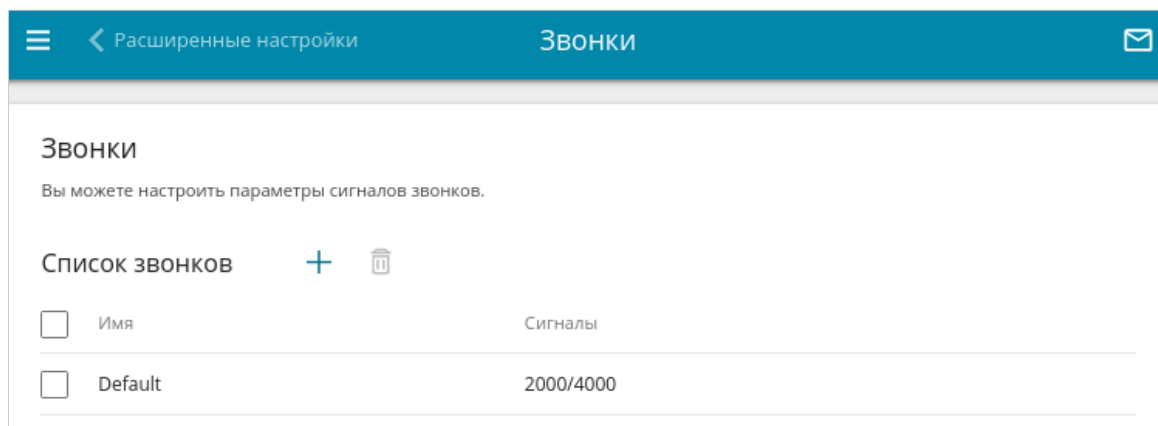 Расширенные настройки Звонки
Звонки
Вы можете настроить параметры сигналов звонков.
Список звонков
Имя Сигналы
Default 2000/4000